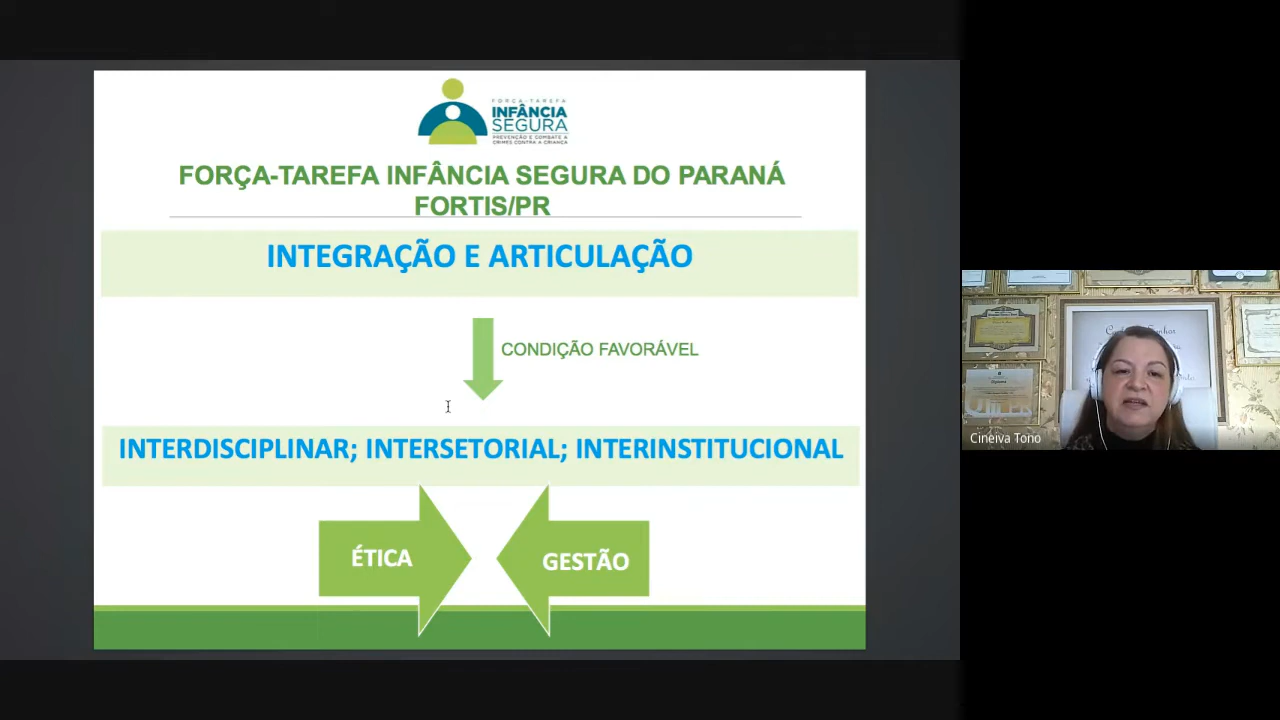 FORÇA-TAREFA
INFÂNCIA
SEGURA
PREVENÇÃO E COMBATE A
CRIMES CONTRA A CRIANÇA
FORÇA-TAREFA INFÂNCIA SEGURA DO PARANÁ
FORTIS/PR
INTEGRAÇÃO E ARTICULAÇÃO
CONDIÇÃO FAVORÁVEL
INTERDISCIPLINAR; INTERSETORIAL; INTERINSTITUCIONAL
ÉTICA
GESTÃO
Cineiva Tono